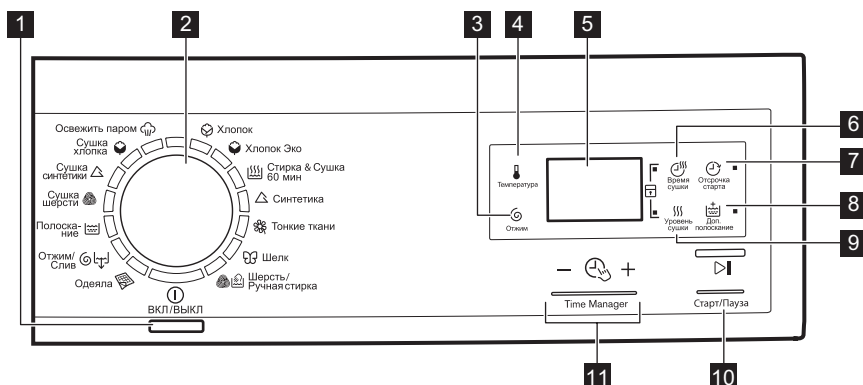 1
2
3
4
5
6
7
8
9
10
11
Освежить паром
Сушка
хлопка
Сушка
синтетики
Сушка
шерсти
Полоска-
ние
Отжим/
Слив
Одеяла
Хлопок
Хлопок Эко
Стирка & Сушка
60 мин
Синтетика
Тонкие ткани
Шелк
Шерсть/
Ручная стирка
ВКЛ/ВЫКЛ
Температура
Отжим
Время
сушки
Отсрочка
старта
Уровень
сушки
Доп.
полоскание
Time Manager
Старт/Пауза